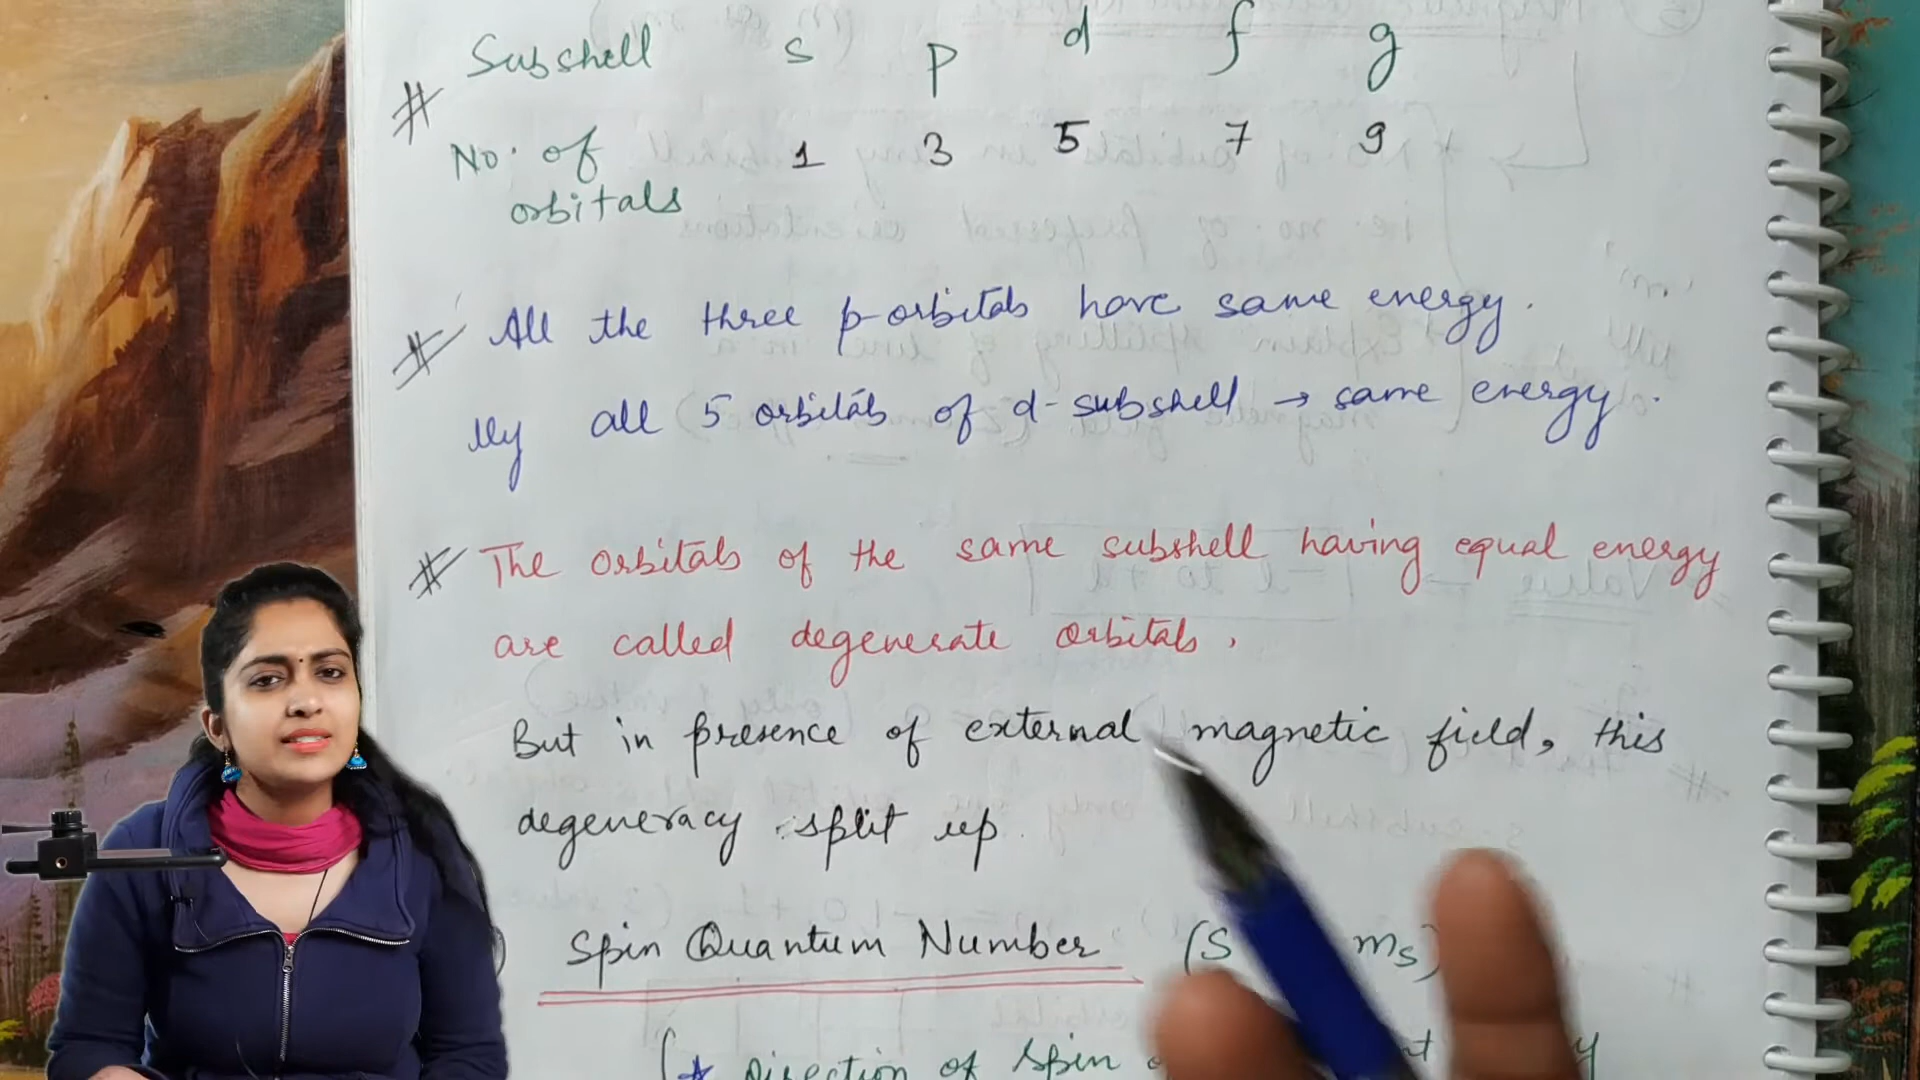 Subshell s p d f g
# 
No. of 1 3 5 7 9
orbitals
# All the three p-orbitals have same energy.
lly all 5 orbitals of d-subshell → same energy.
# The orbitals of the same subshell having equal energy
are called degenerate orbitals.
But in presence of external magnetic field, this
degeneracy split up.
Spin Quantum Number (S ms)
* Direction of spin